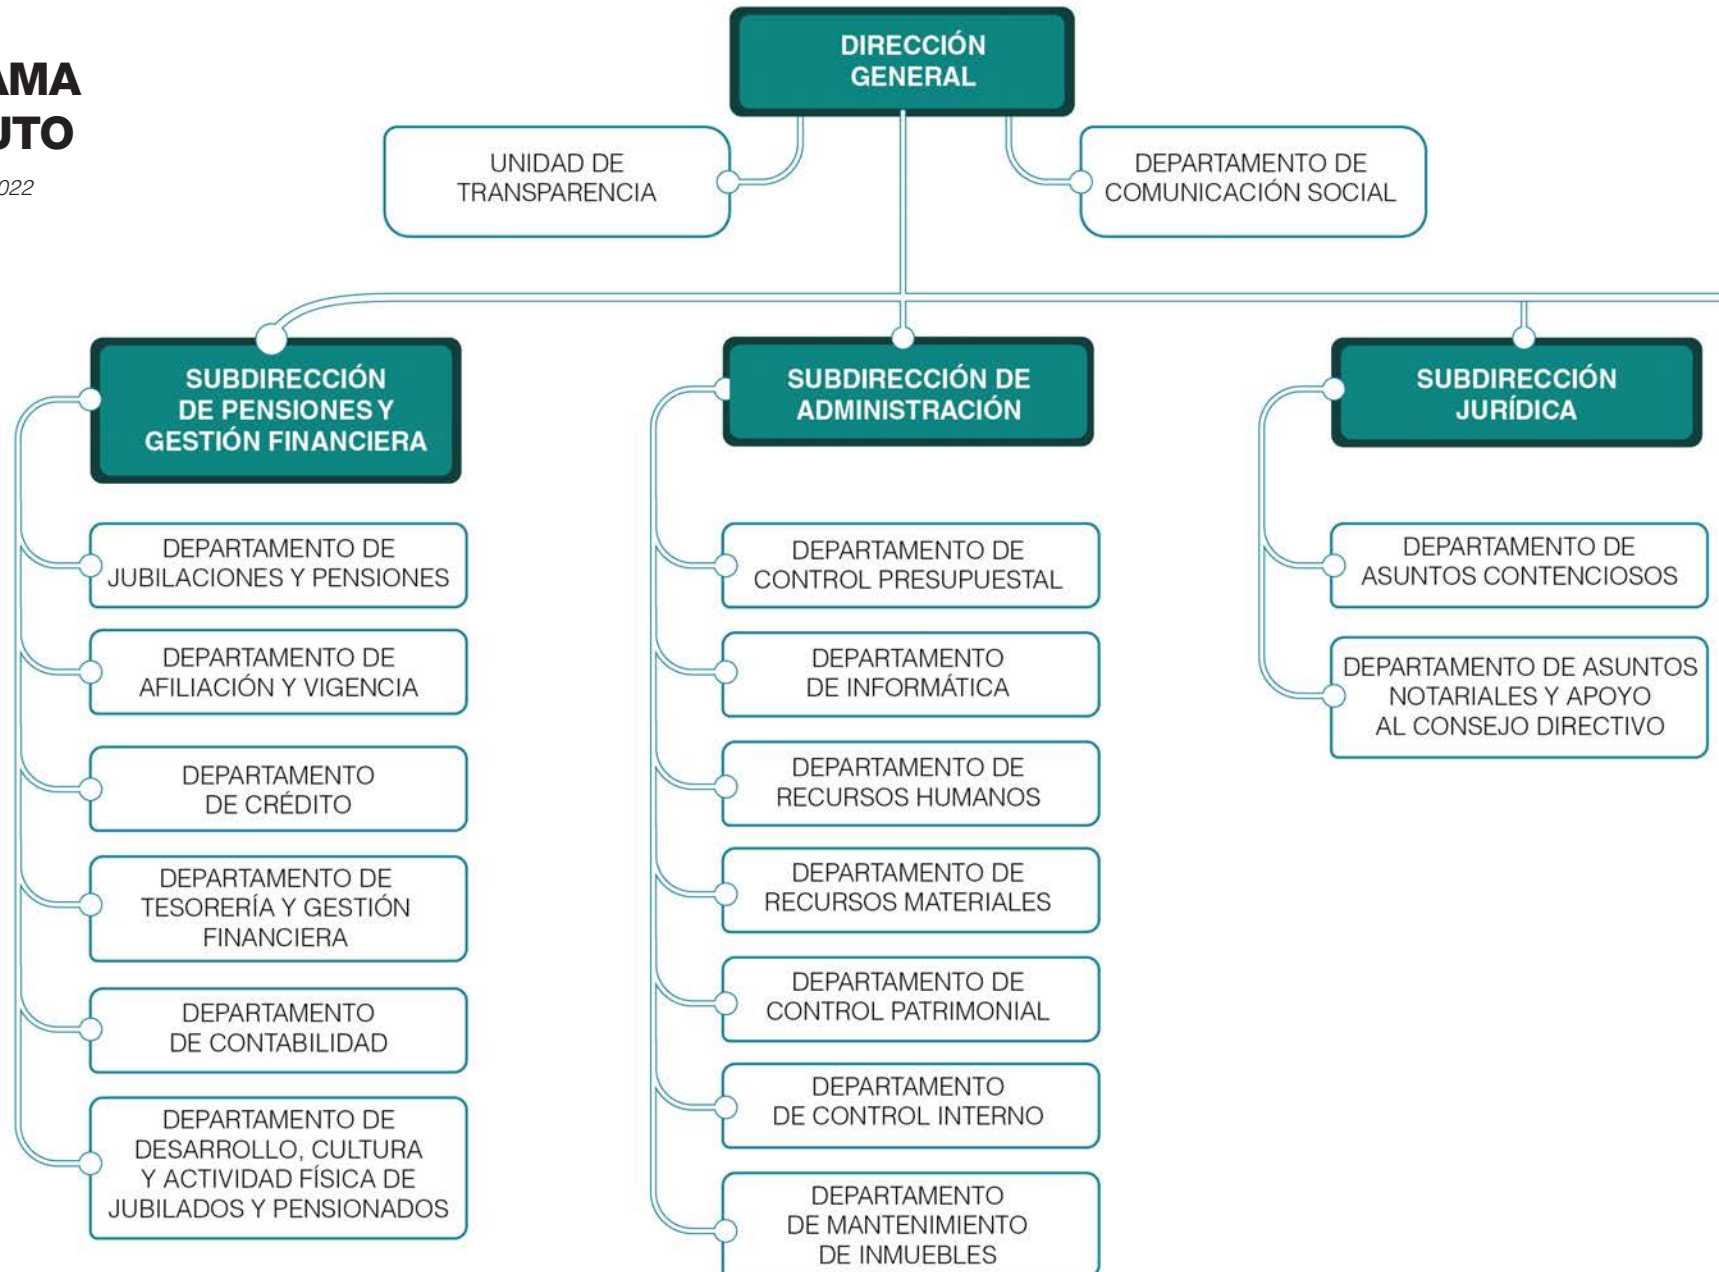 AMA
UTO
022
DIRECCIÓN
GENERAL
UNIDAD DE
TRANSPARENCIA
DEPARTAMENTO DE
COMUNICACIÓN SOCIAL
SUBDIRECCIÓN
DE PENSIONES Y
GESTIÓN FINANCIERA
DEPARTAMENTO DE
JUBILACIONES Y PENSIONES
DEPARTAMENTO DE
AFILIACIÓN Y VIGENCIA
DEPARTAMENTO
DE CRÉDITO
DEPARTAMENTO DE
TESORERÍA Y GESTIÓN
FINANCIERA
DEPARTAMENTO
DE CONTABILIDAD
DEPARTAMENTO DE
DESARROLLO, CULTURA
Y ACTIVIDAD FÍSICA DE
JUBILADOS Y PENSIONADOS
SUBDIRECCIÓN DE
ADMINISTRACIÓN
DEPARTAMENTO DE
CONTROL PRESUPUESTAL
DEPARTAMENTO
DE INFORMÁTICA
DEPARTAMENTO DE
RECURSOS HUMANOS
DEPARTAMENTO DE
RECURSOS MATERIALES
DEPARTAMENTO DE
CONTROL PATRIMONIAL
DEPARTAMENTO
DE CONTROL INTERNO
DEPARTAMENTO
DE MANTENIMIENTO
DE INMUEBLES
SUBDIRECCIÓN
JURÍDICA
DEPARTAMENTO DE
ASUNTOS CONTENCIOSOS
DEPARTAMENTO DE ASUNTOS
NOTARIALES Y APOYO
AL CONSEJO DIRECTIVO